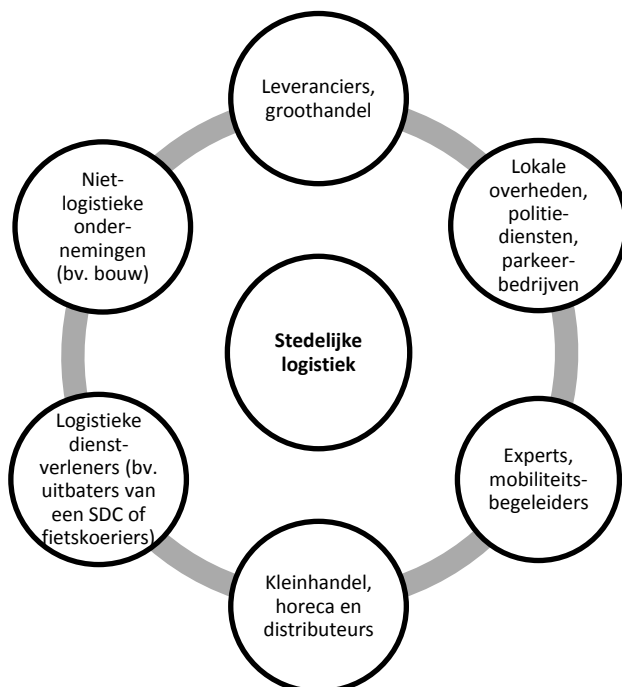 Leveranciers,
groothandel
Lokale
overheden,
politie-
diensten,
parkeer-
bedrijven
Experts,
mobiliteits-
begeleiders
Kleinhandel,
horeca en
distributeurs
Logistieke
dienst-
verleners (bv.
uitbaters van
een SDC of
fietskoeriers)
Niet-
logistieke
onder-
nemingen
(bv. bouw)
Stedelijke
logistiek